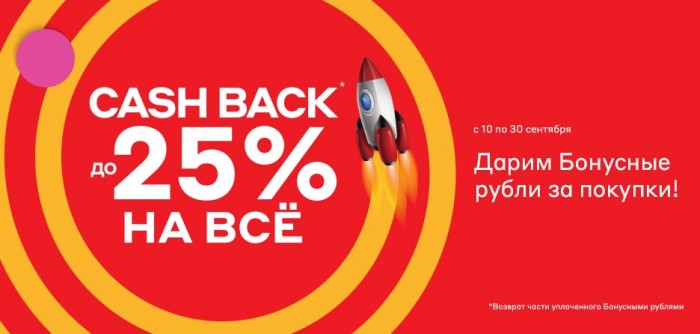 CASH BACK*
до 25%
НА ВСЁ
с 10 по 30 сентября
Дарим Бонусные
рубли за покупки!
*Возврат части уплаченного Бонусными рублями